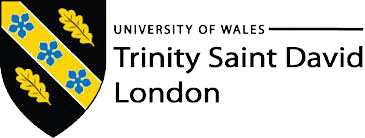 UNIVERSITY OF WALES
Trinity Saint David
London